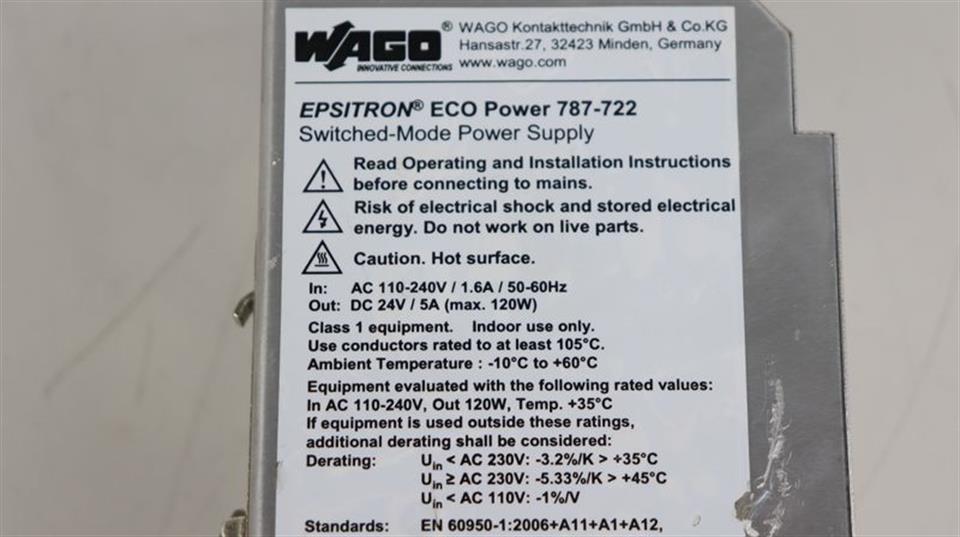 WAGO® WAGO Kontakttechnik GmbH & Co.KG
INNOVATIVE CONNECTIONS
Hansastr.27, 32423 Minden, Germany
www.wago.com
EPSITRON® ECO Power 787-722
Switched-Mode Power Supply
Read Operating and Installation Instructions
before connecting to mains.
Risk of electrical shock and stored electrical
energy. Do not work on live parts.
Caution. Hot surface.
In: AC 110-240V / 1.6A / 50-60Hz
Out: DC 24V / 5A (max. 120W)
Class 1 equipment. Indoor use only.
Use conductors rated to at least 105°C.
Ambient Temperature : -10°C to +60°C
Equipment evaluated with the following rated values:
In AC 110-240V, Out 120W, Temp. +35°C
If equipment is used outside these ratings,
additional derating shall be considered:
Derating: Uin < AC 230V: -3.2%/K > +35°C
Uin ≥ AC 230V: -5.33%/K > +45°C
Uin < AC 110V: -1%/V
Standards: EN 60950-1:2006+A11+A1+A12,